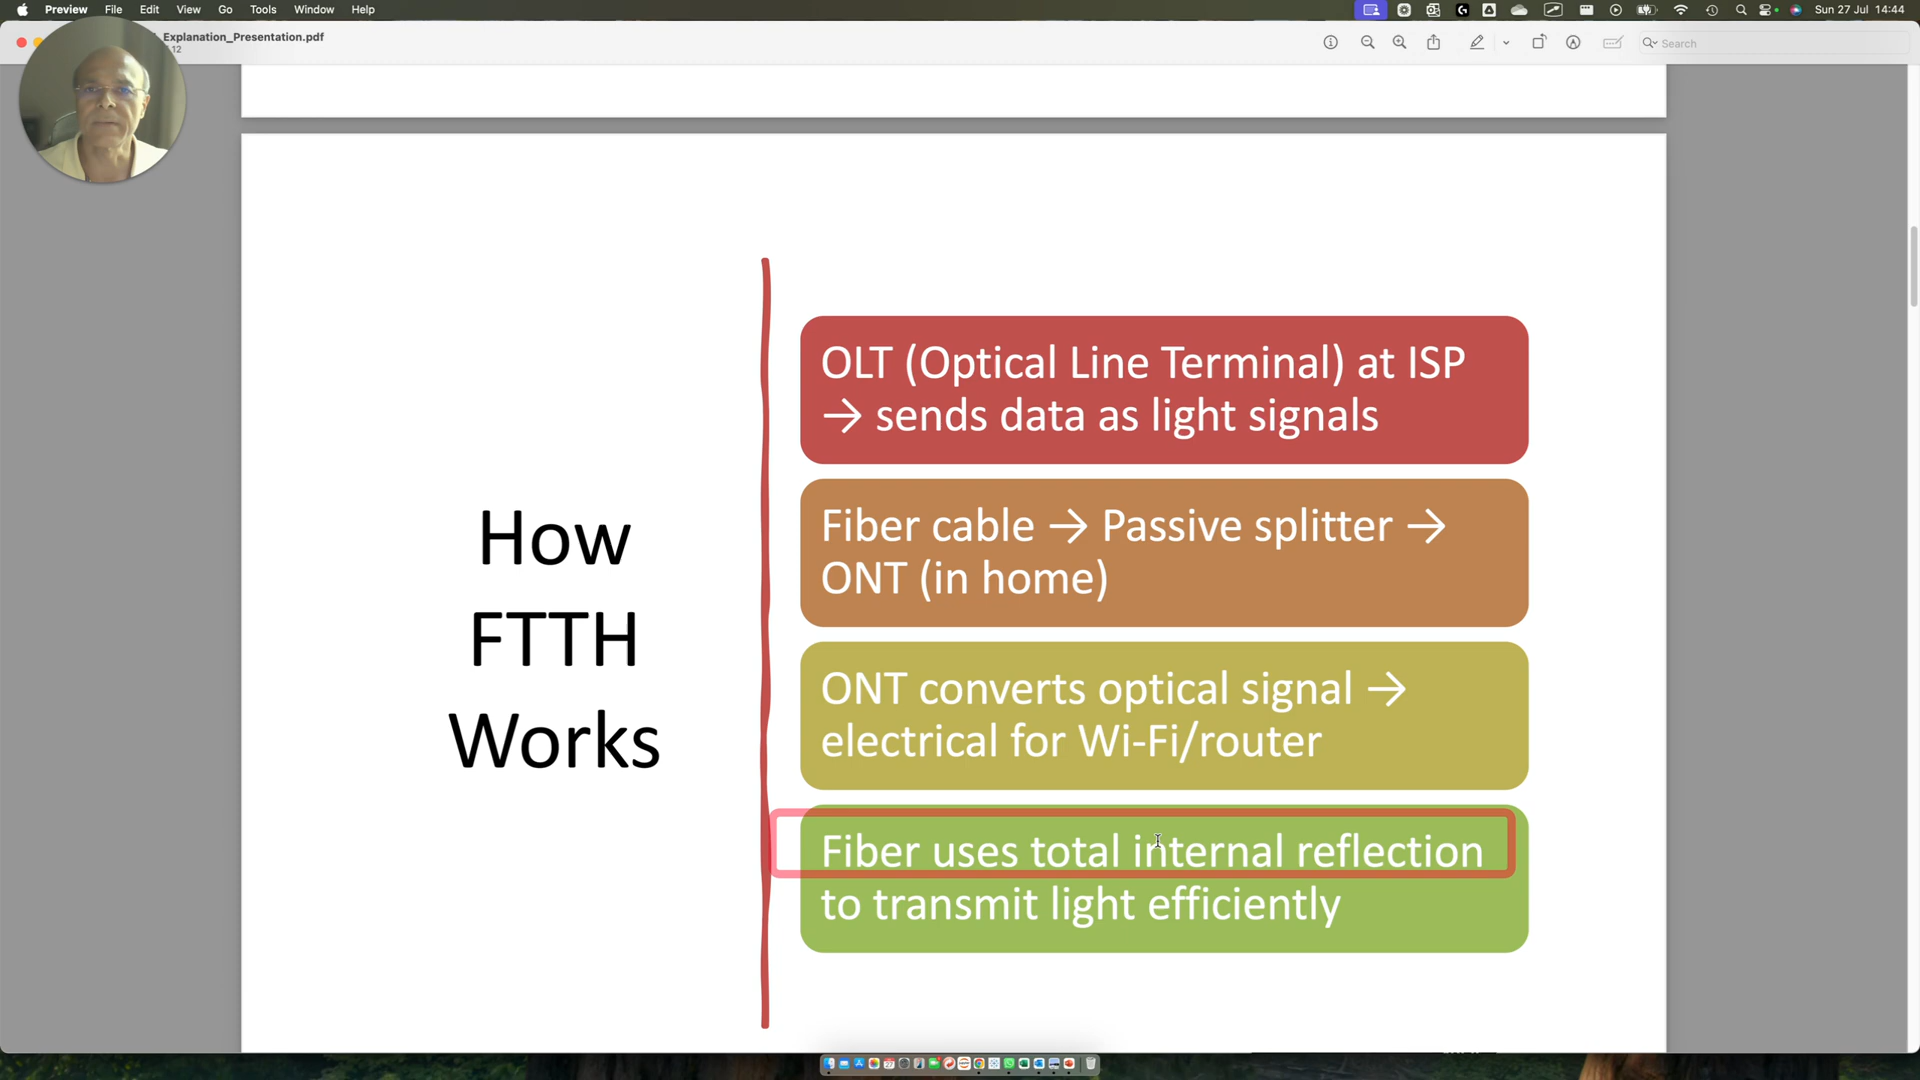 Preview File Edit View Go Tools Window Help
Sun 27 Jul 14:44
Explanation_Presentation.pdf
Search
How
FTTH
Works
OLT (Optical Line Terminal) at ISP
→ sends data as light signals
Fiber cable → Passive splitter →
ONT (in home)
ONT converts optical signal →
electrical for Wi-Fi/router
Fiber uses total internal reflection
to transmit light efficiently